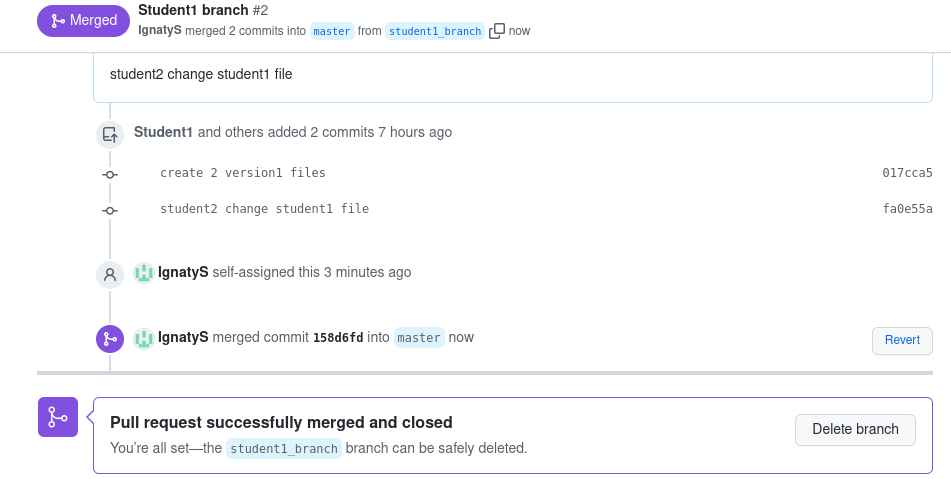 Merged
Student1 branch #2
IgnatyS merged 2 commits into master from student1_branch now
student2 change student1 file
Student1 and others added 2 commits 7 hours ago
create 2 version1 files 017cca5
student2 change student1 file fa0e55a
IgnatyS self-assigned this 3 minutes ago
IgnatyS merged commit 158d6fd into master now
Revert
Pull request successfully merged and closed
You're all set—the student1_branch branch can be safely deleted.
Delete branch